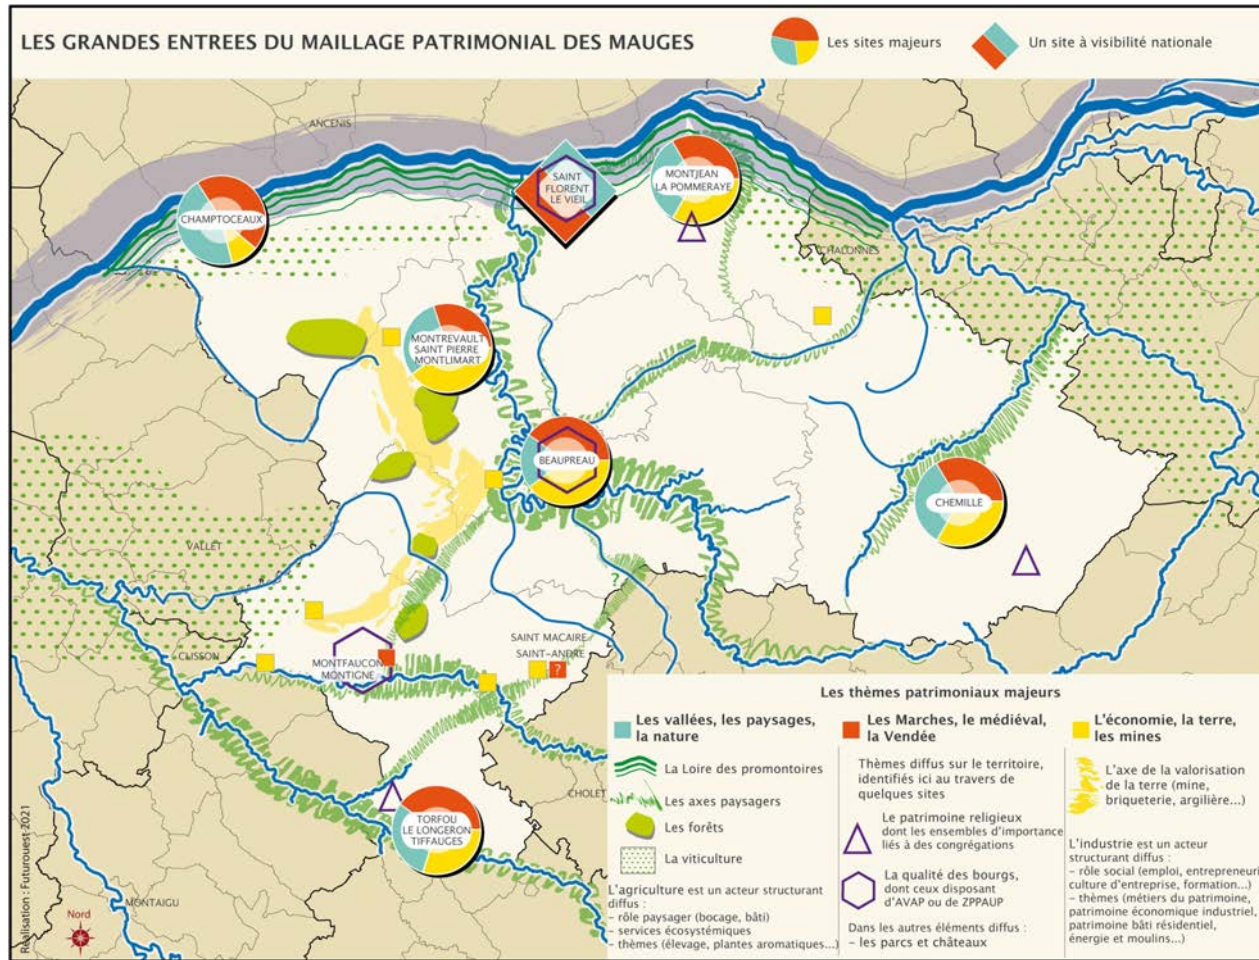 LES GRANDES ENTREES DU MAILLAGE PATRIMONIAL DES MAUGES
Les sites majeurs
Un site à visibilité nationale
ANCENIS
CHAMPTOCEAUX
SAINT
FLORENT
LE VIEIL
MONTJEAN
LA POMMERAYE
CHALONNES
MONTREVAULT
SAINT PIERRE
MONTLIMART
BEAUPREAU
CHEMILLE
VALLET
?
SAINT MACAIRE
SAINT-ANDRE
?
CLISSON
MONTFAUCON
MONTIGNE
CHOLET
TORFOU
LE LONGERON
TIFFAUGES
MONTAIGU
Nord
Réalisation : Futurouest 2021
Les thèmes patrimoniaux majeurs
Les vallées, les paysages,
la nature
La Loire des promontoires
Les axes paysagers
Les forêts
La viticulture
L'agriculture est un acteur structurant
diffus :
- rôle paysager (bocage, bâti)
- services écosystémiques
- thèmes (élevage, plantes aromatiques...)
Les Marches, le médiéval,
la Vendée
Thèmes diffus sur le territoire,
identifiés ici au travers de
quelques sites
Le patrimoine religieux
dont les ensembles d'importance
liés à des congrégations
La qualité des bourgs,
dont ceux disposant
d'AVAP ou de ZPPAUP
Dans les autres éléments diffus :
- les parcs et châteaux
L'économie, la terre,
les mines
L'axe de la valorisation
de la terre (mine,
briqueterie, argilière...)
L'industrie est un acteur
structurant diffus :
- rôle social (emploi, entrepreneuri
culture d'entreprise, formation...)
- thèmes (métiers du patrimoine,
patrimoine économique industriel,
patrimoine bâti résidentiel,
énergie et moulins...)